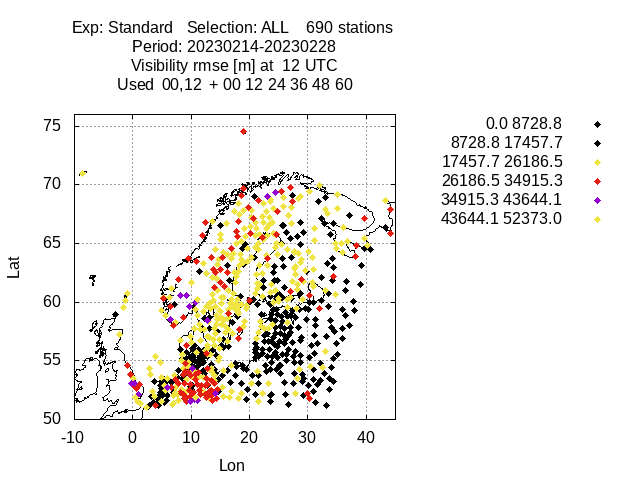 Exp: Standard   Selection: ALL    690 stations
Period: 20230214-20230228
Visibility rmse [m] at  12 UTC
Used  00,12  + 00 12 24 36 48 60
0.0 8728.8
8728.8 17457.7
17457.7 26186.5
26186.5 34915.3
34915.3 43644.1
43644.1 52373.0
75
70
65
60
55
50
Lat
-10 0 10 20 30 40
Lon